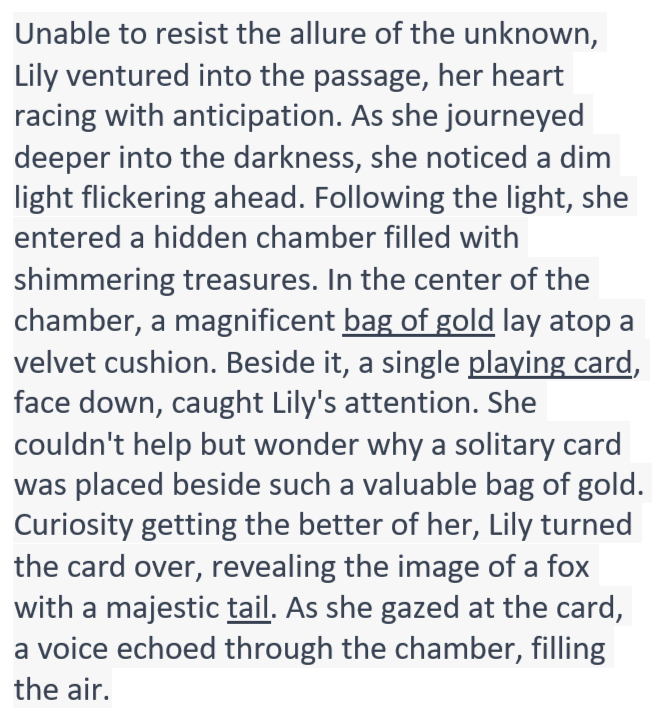 Unable to resist the allure of the unknown,
Lily ventured into the passage, her heart
racing with anticipation. As she journeyed
deeper into the darkness, she noticed a dim
light flickering ahead. Following the light, she
entered a hidden chamber filled with
shimmering treasures. In the center of the
chamber, a magnificent bag of gold lay atop a
velvet cushion. Beside it, a single playing card,
face down, caught Lily's attention. She
couldn't help but wonder why a solitary card
was placed beside such a valuable bag of gold.
Curiosity getting the better of her, Lily turned
the card over, revealing the image of a fox
with a majestic tail. As she gazed at the card,
a voice echoed through the chamber, filling
the air.